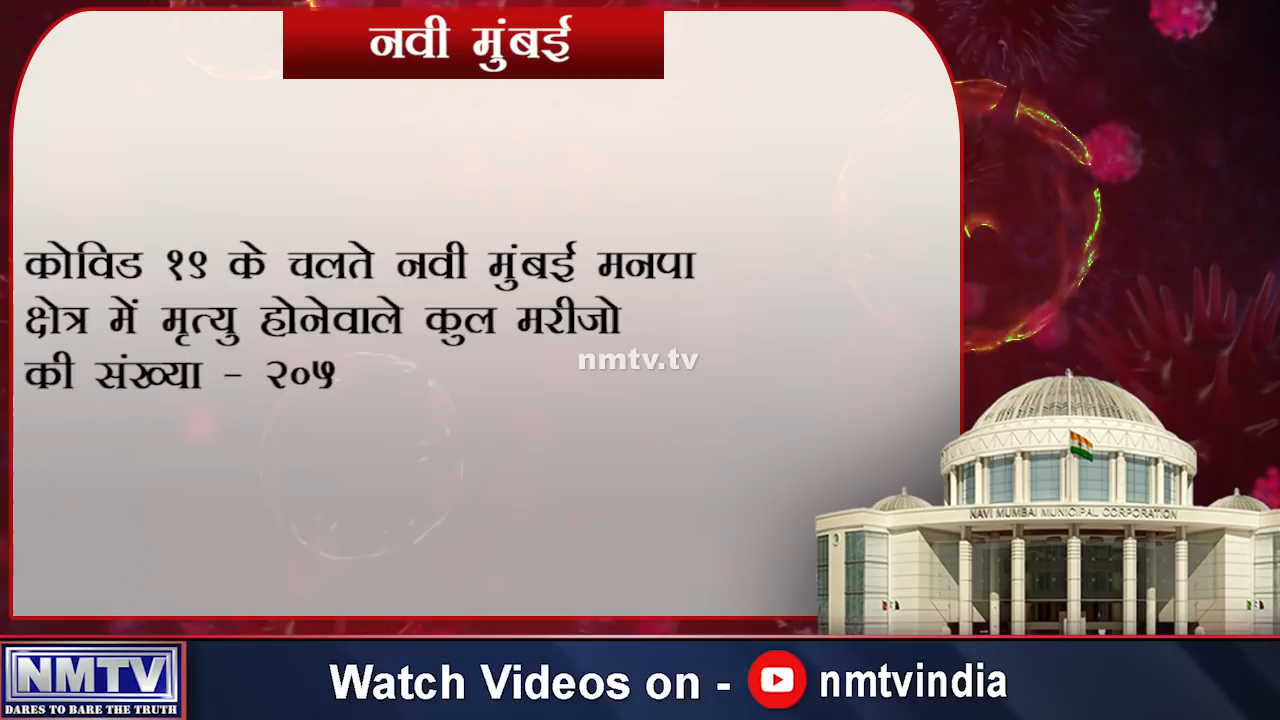 नवी मुंबई
कोविड १९ के चलते नवी मुंबई मनपा
क्षेत्र में मृत्यु होनेवाले कुल मरीजो
की संख्या - २०५
nmtv.tv
NAVI MUMBAI MUNICIPAL CORPORATION
NMTV
DARES TO BARE THE TRUTH
Watch Videos on - nmtvindia